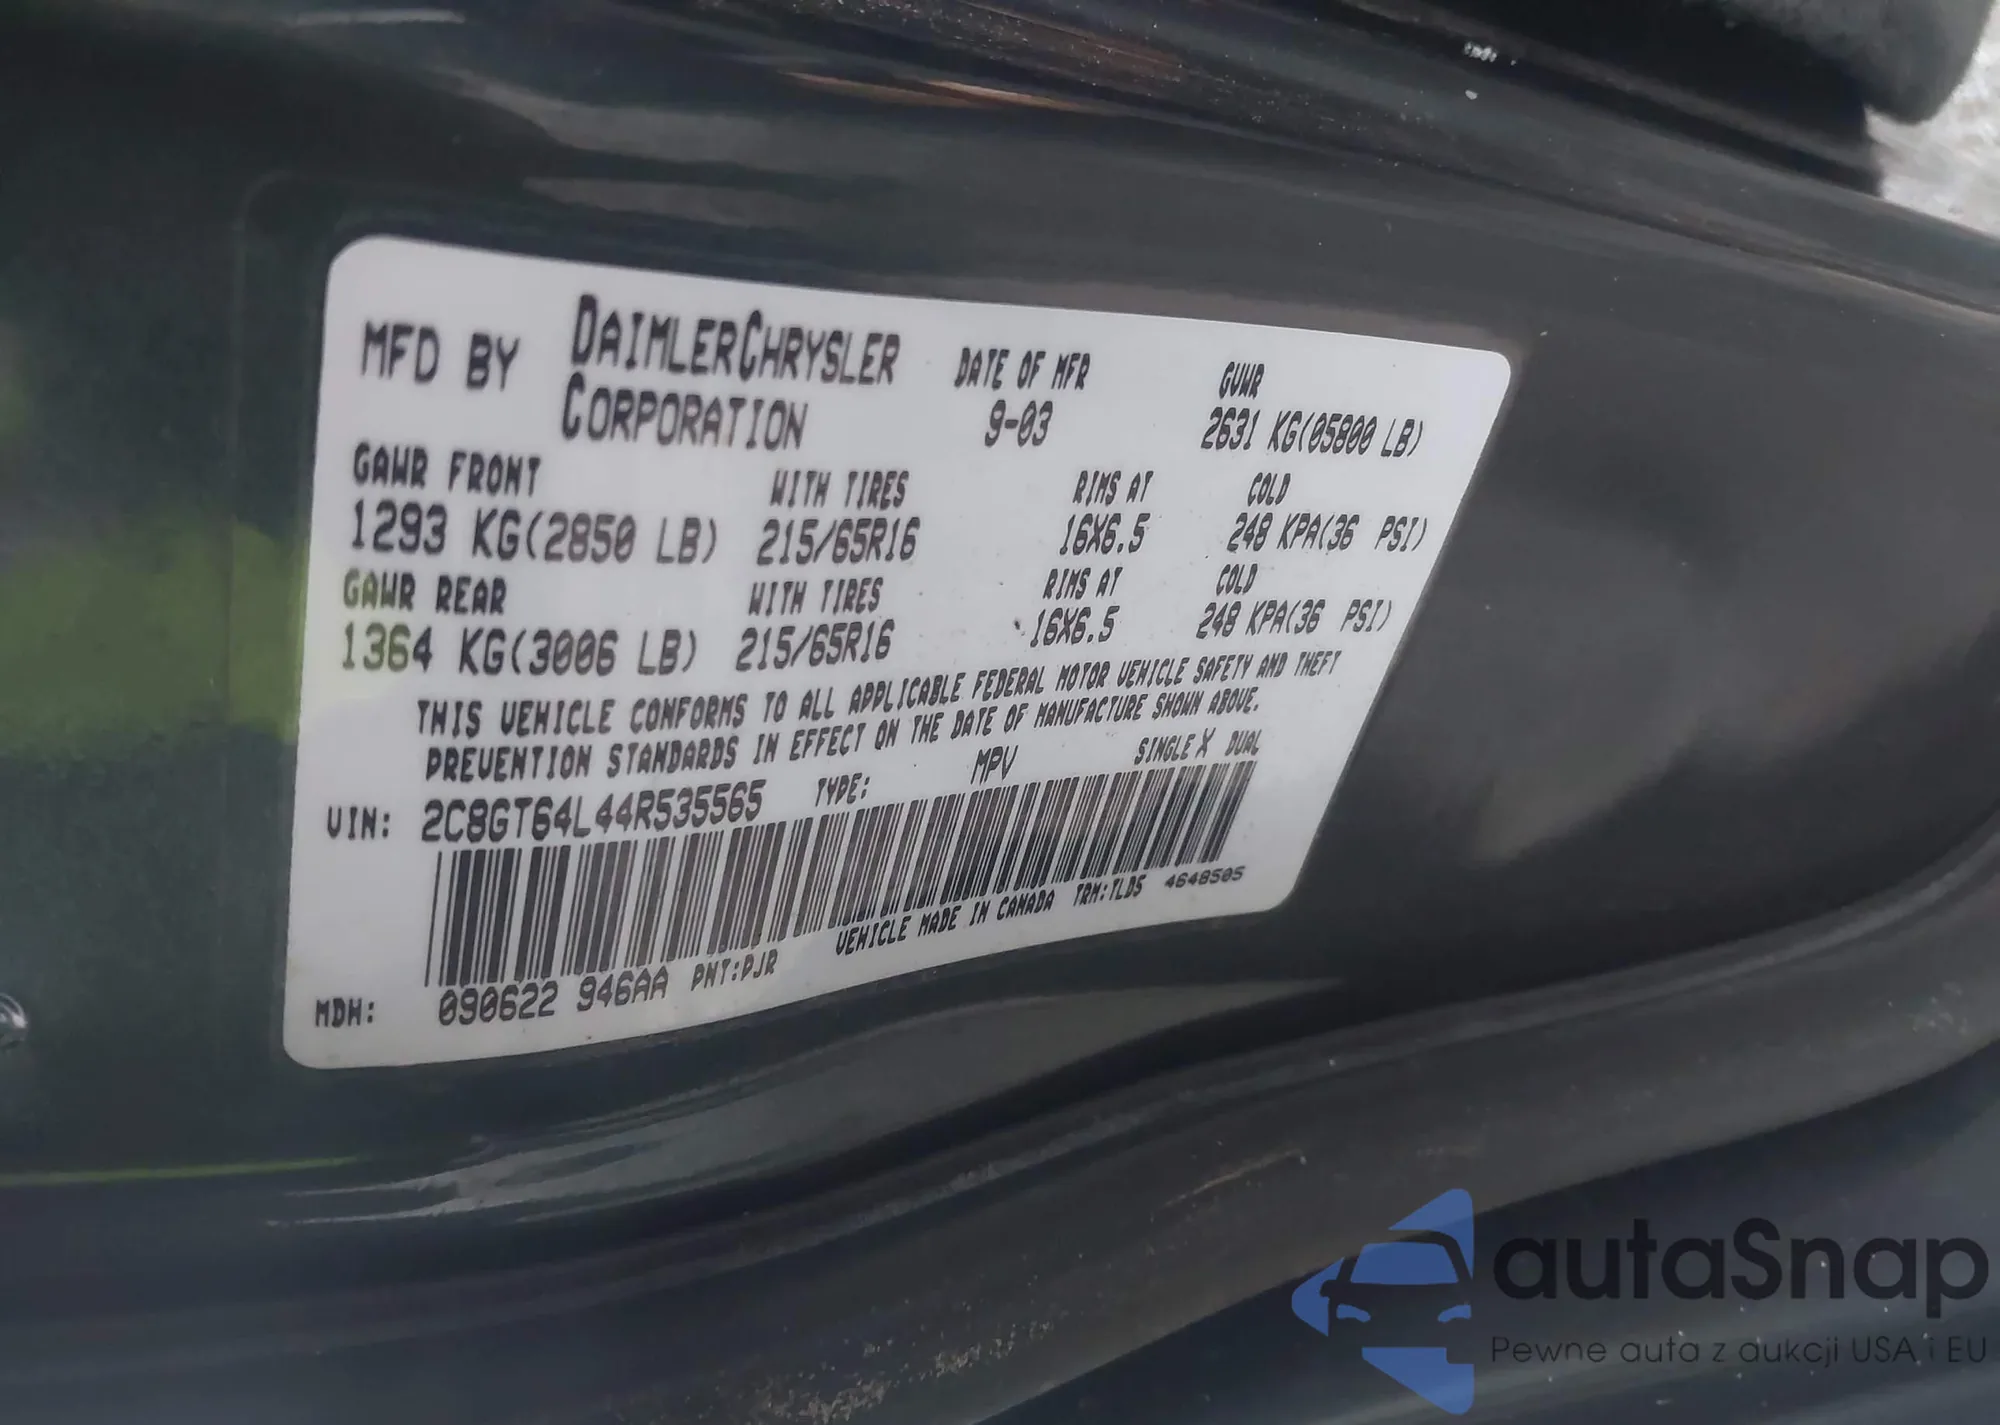 MFD BY DAIMLERCHRYSLER CORPORATION
DATE OF MFR 9-03
GVWR 2631 KG(05800 LB)
GAWR FRONT WITH TIRES RIMS AT COLD
1293 KG(2850 LB) 215/65R16 16X6.5 248 KPA(36 PSI)
GAWR REAR WITH TIRES RIMS AT COLD
1364 KG(3006 LB) 215/65R16 16X6.5 248 KPA(36 PSI)
THIS VEHICLE CONFORMS TO ALL APPLICABLE FEDERAL MOTOR VEHICLE SAFETY AND THEFT
PREVENTION STANDARDS IN EFFECT ON THE DATE OF MANUFACTURE SHOWN ABOVE.
VIN: 2C8GT64L44R535565 TYPE: MPV SINGLE X DUAL
VEHICLE MADE IN CANADA TRM:TLD5 4648505
MDH: 090622 946AA PNT:PJR
autaSnap
Pewne auta z aukcji USA i EU